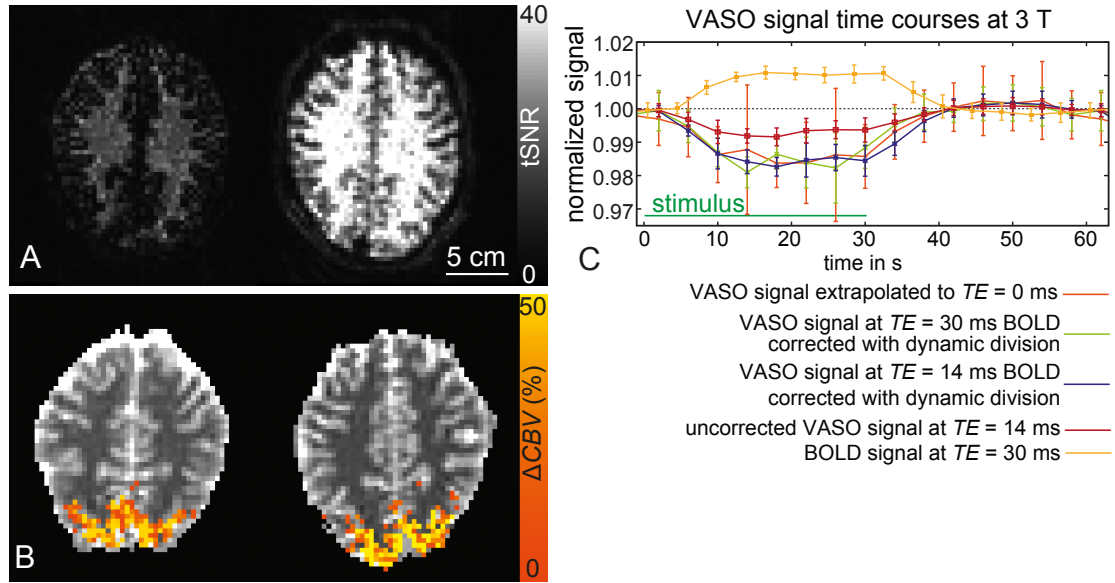 A
5 cm
40
tSNR
0
B
50
ΔCBV (%)
0
VASO signal time courses at 3 T
normalized signal
1.02
1.01
1.00
0.99
0.98
0.97
stimulus
0 10 20 30 40 50 60
time in s
C
VASO signal extrapolated to TE = 0 ms
VASO signal at TE = 30 ms BOLD
corrected with dynamic division
VASO signal at TE = 14 ms BOLD
corrected with dynamic division
uncorrected VASO signal at TE = 14 ms
BOLD signal at TE = 30 ms